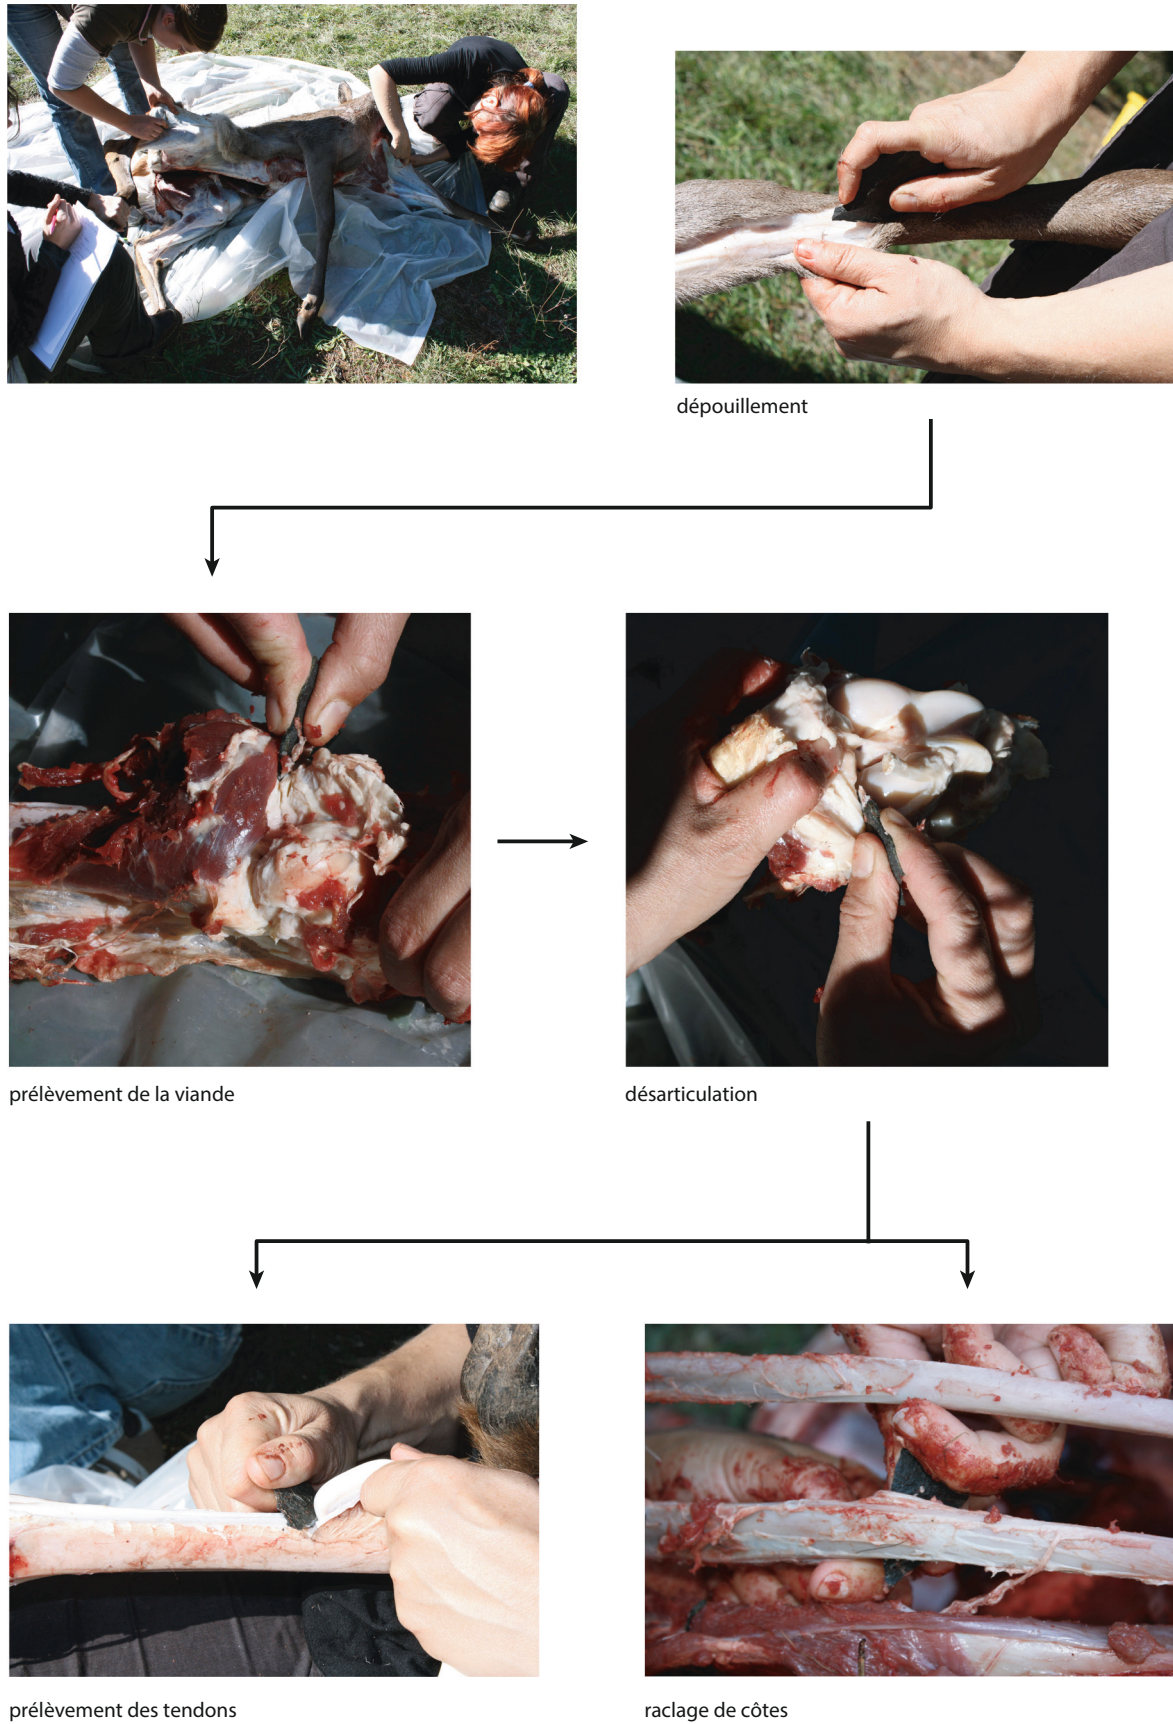 dépouillement
prélèvement de la viande
désarticulation
prélèvement des tendons
raclage de côtes